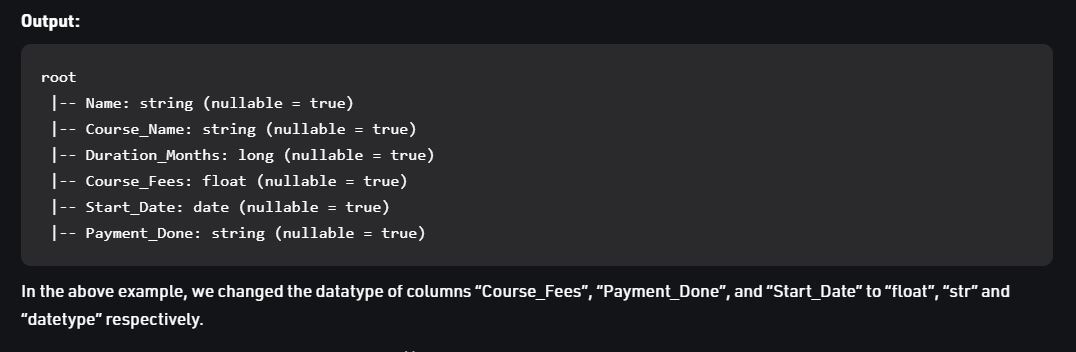 Output:
root
 |-- Name: string (nullable = true)
 |-- Course_Name: string (nullable = true)
 |-- Duration_Months: long (nullable = true)
 |-- Course_Fees: float (nullable = true)
 |-- Start_Date: date (nullable = true)
 |-- Payment_Done: string (nullable = true)
In the above example, we changed the datatype of columns “Course_Fees”, “Payment_Done”, and “Start_Date” to “float”, “str” and
“datetype” respectively.